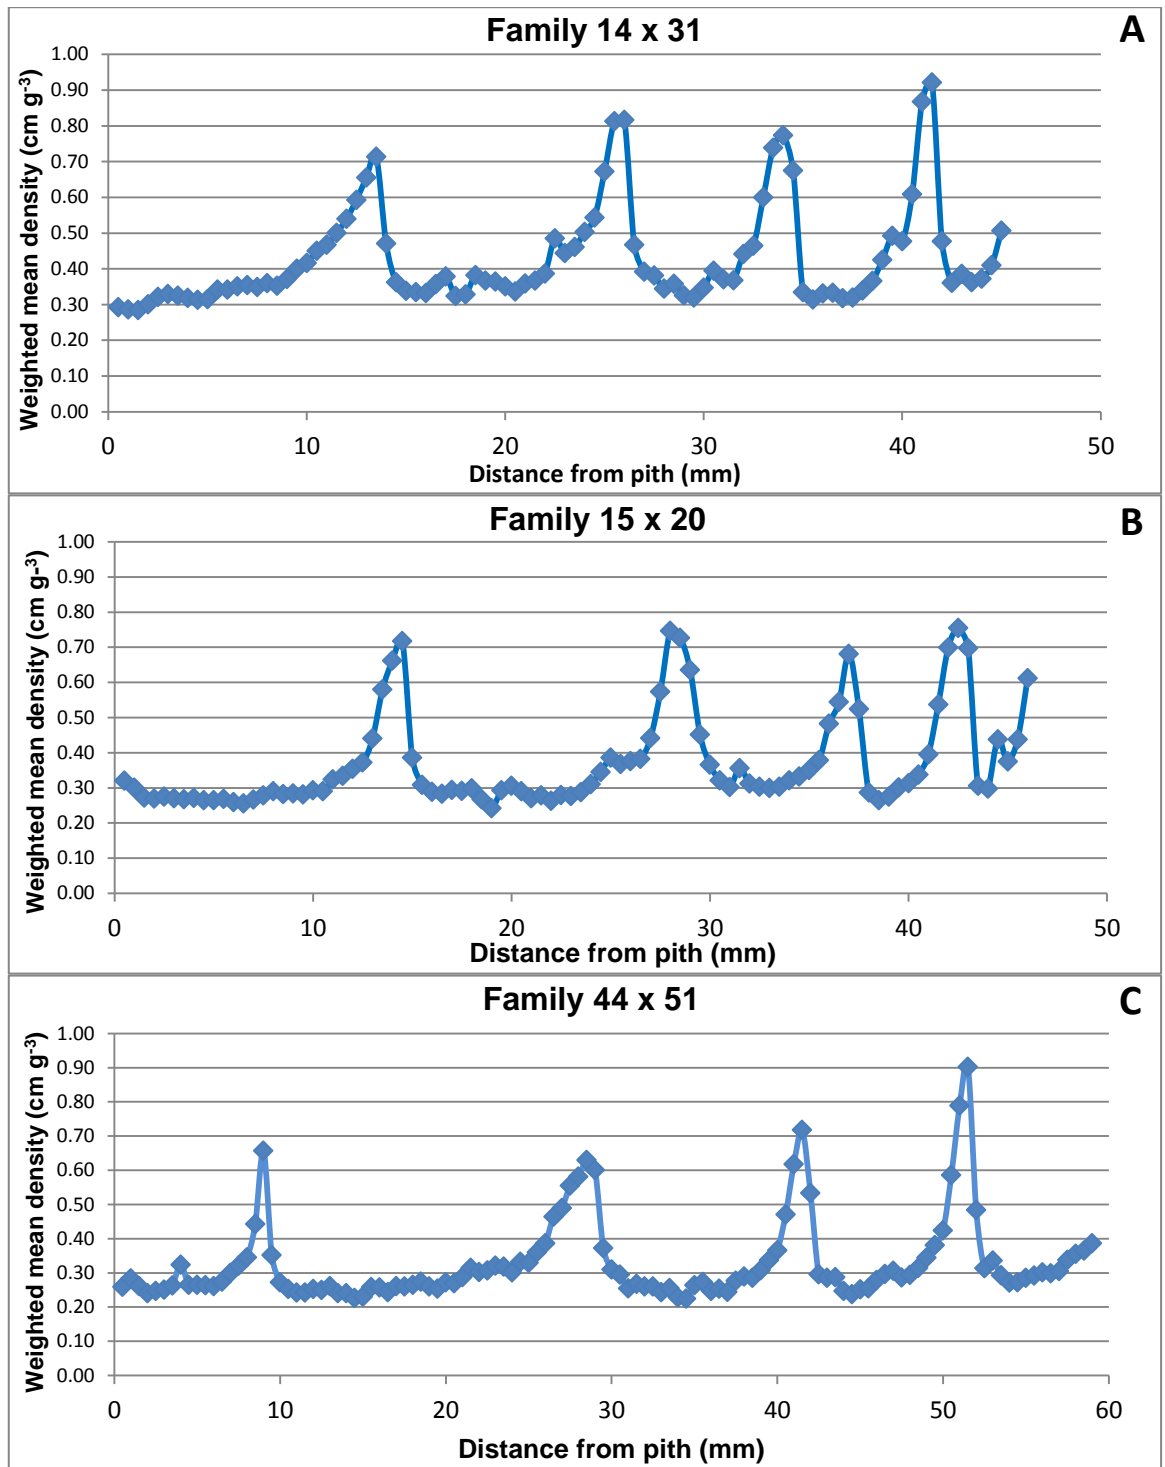 Family 14 x 31
A
Weighted mean density (cm g-3)
1.00
0.90
0.80
0.70
0.60
0.50
0.40
0.30
0.20
0.10
0.00
0 10 20 30 40 50
Distance from pith (mm)
Family 15 x 20
B
Weighted mean density (cm g-3)
1.00
0.90
0.80
0.70
0.60
0.50
0.40
0.30
0.20
0.10
0.00
0 10 20 30 40 50
Distance from pith (mm)
Family 44 x 51
C
Weighted mean density (cm g-3)
1.00
0.90
0.80
0.70
0.60
0.50
0.40
0.30
0.20
0.10
0.00
0 10 20 30 40 50 60
Distance from pith (mm)